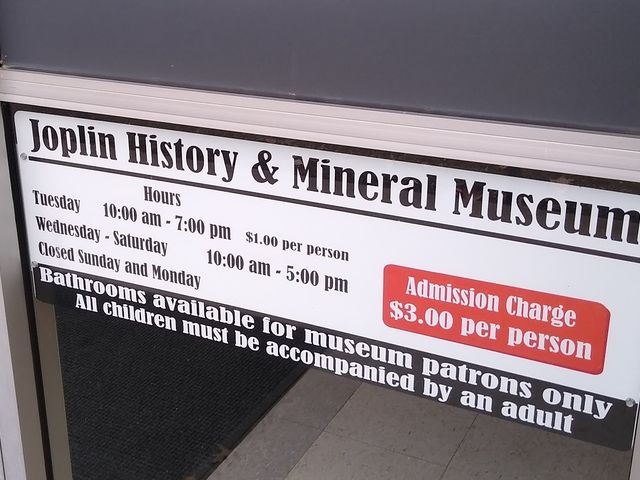 Joplin History & Mineral Museum
Hours
Tuesday 10:00 am - 7:00 pm $1.00 per person
Wednesday - Saturday 10:00 am - 5:00 pm
Closed Sunday and Monday
Admission Charge
$3.00 per person
Bathrooms available for museum patrons only
All children must be accompanied by an adult